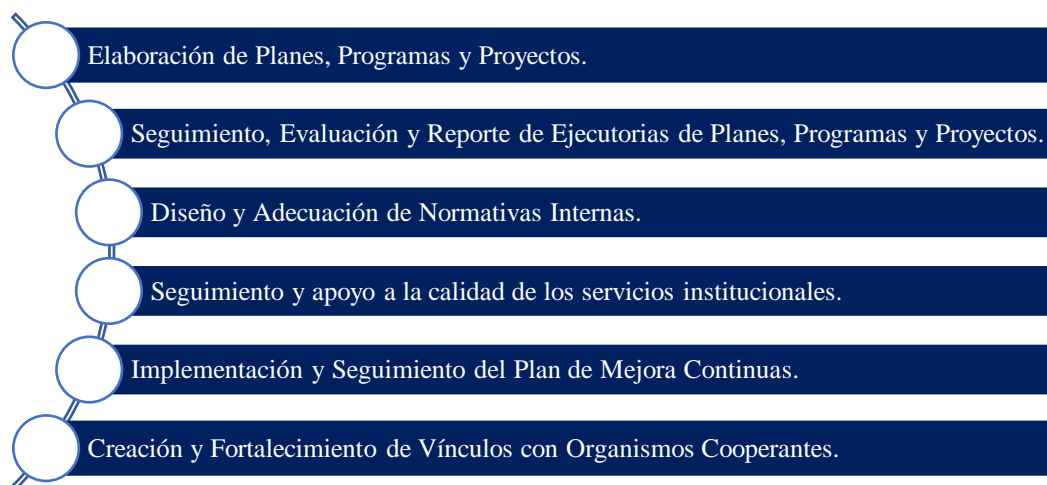 Elaboración de Planes, Programas y Proyectos.
Seguimiento, Evaluación y Reporte de Ejecutorias de Planes, Programas y Proyectos.
Diseño y Adecuación de Normativas Internas.
Seguimiento y apoyo a la calidad de los servicios institucionales.
Implementación y Seguimiento del Plan de Mejora Continuas.
Creación y Fortalecimiento de Vínculos con Organismos Cooperantes.